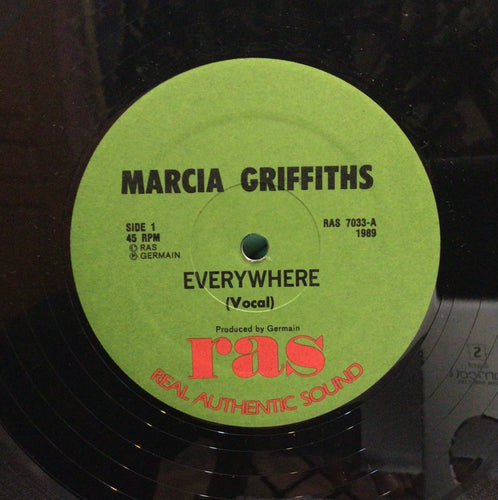 MARCIA GRIFFITHS
SIDE 1
45 RPM
© RAS
℗ GERMAIN
RAS 7033-A
1989
EVERYWHERE
(Vocal)
Produced by Germain
ras
REAL AUTHENTIC SOUND